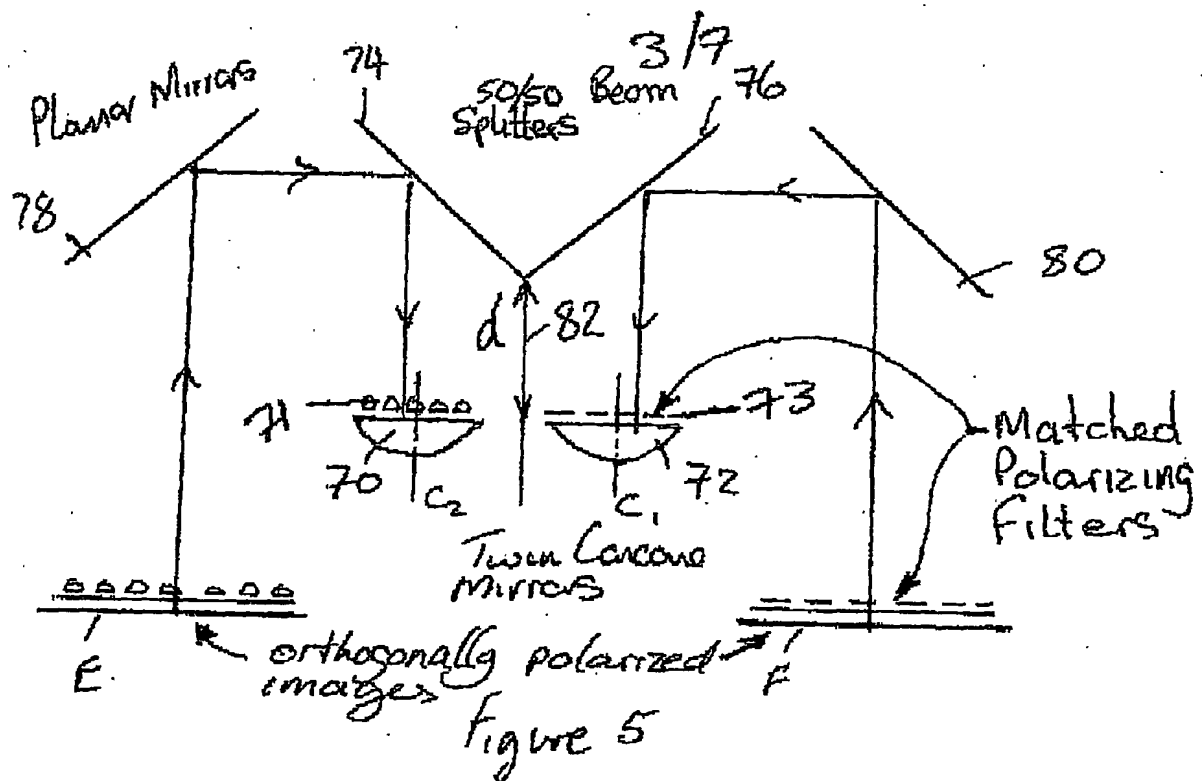 3/7
Planar Mirrors
74
50/50 Beam
Splitters
76
78
80
d
82
71
73
70
72
C2
C1
Matched
Polarizing
Filters
Twin Concave
Mirrors
E
orthogonally polarized
images
F
Figure 5